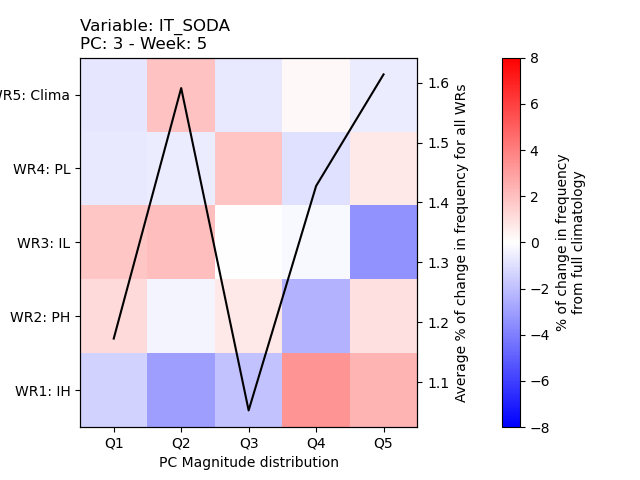 Variable: IT_SODA
PC: 3 - Week: 5
WR5: Clima
WR4: PL
WR3: IL
WR2: PH
WR1: IH
Q1 Q2 Q3 Q4 Q5
PC Magnitude distribution
1.6
1.5
1.4
1.3
1.2
1.1
Average % of change in frequency for all WRs
8
6
4
2
0
−2
−4
−6
−8
% of change in frequency
from full climatology